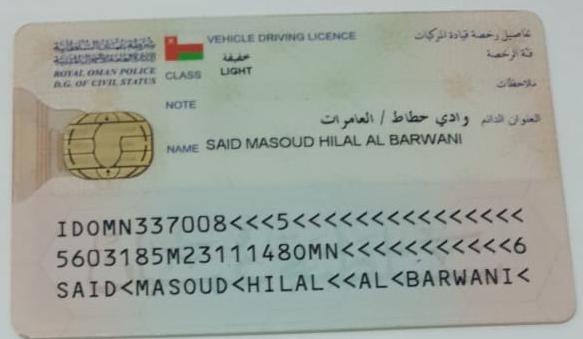 شرطة عمان السلطانية
ROYAL OMAN POLICE
D.G. OF CIVIL STATUS
VEHICLE DRIVING LICENCE
تفاصيل رخصة قيادة المركبات
CLASS
خفيفة
LIGHT
فئة الرخصة
NOTE
ملاحظات
وادي حطاط / العامرات
العنوان الدائم
NAME SAID MASOUD HILAL AL BARWANI
IDOMN337008<<<5<<<<<<<<<<<<<<<
5603185M2311148OMN<<<<<<<<<<<6
SAID<MASOUD<HILAL<<AL<BARWANI<